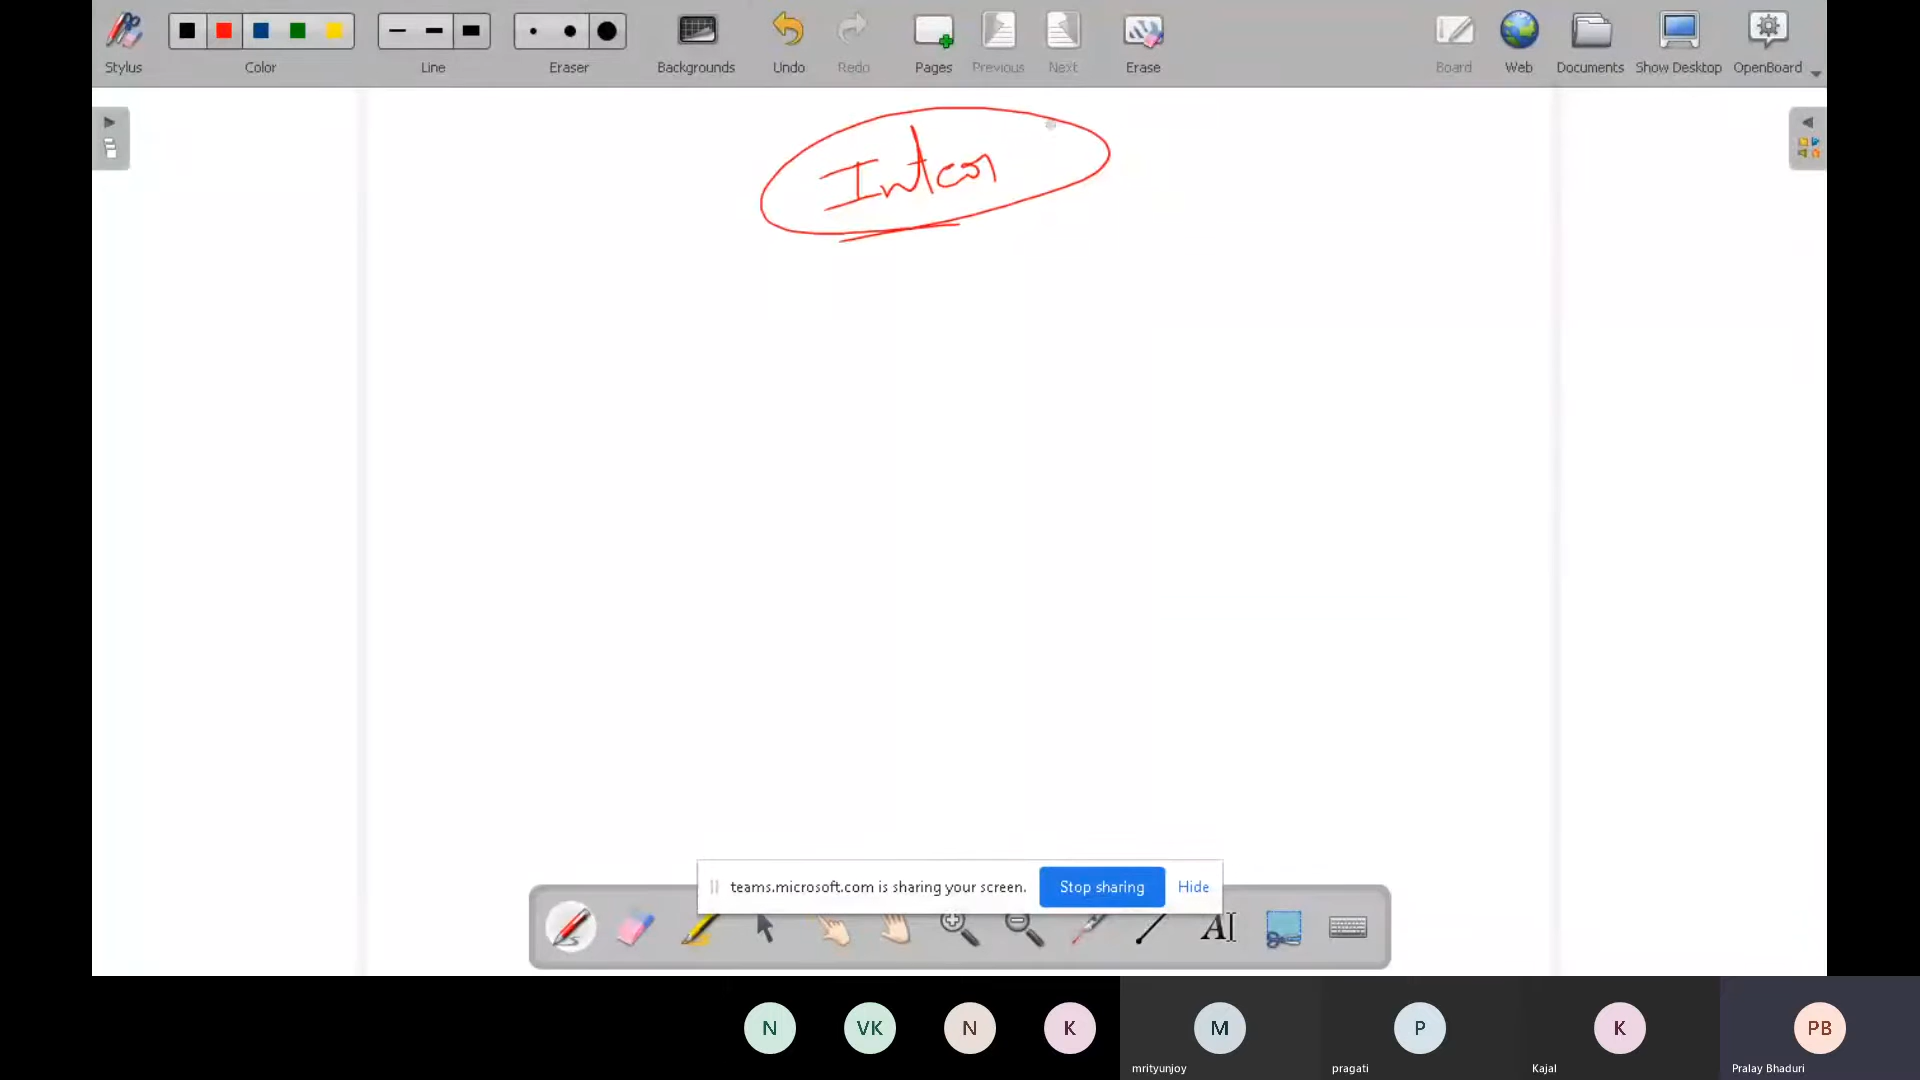 Stylus Color Line Eraser Backgrounds Undo Redo Pages Previous Next Erase Board Web Documents Show Desktop OpenBoard
Intcon
teams.microsoft.com is sharing your screen. Stop sharing Hide
AI
N VK N K M P K PB
mrityunjoy pragati Kajal Pralay Bhaduri